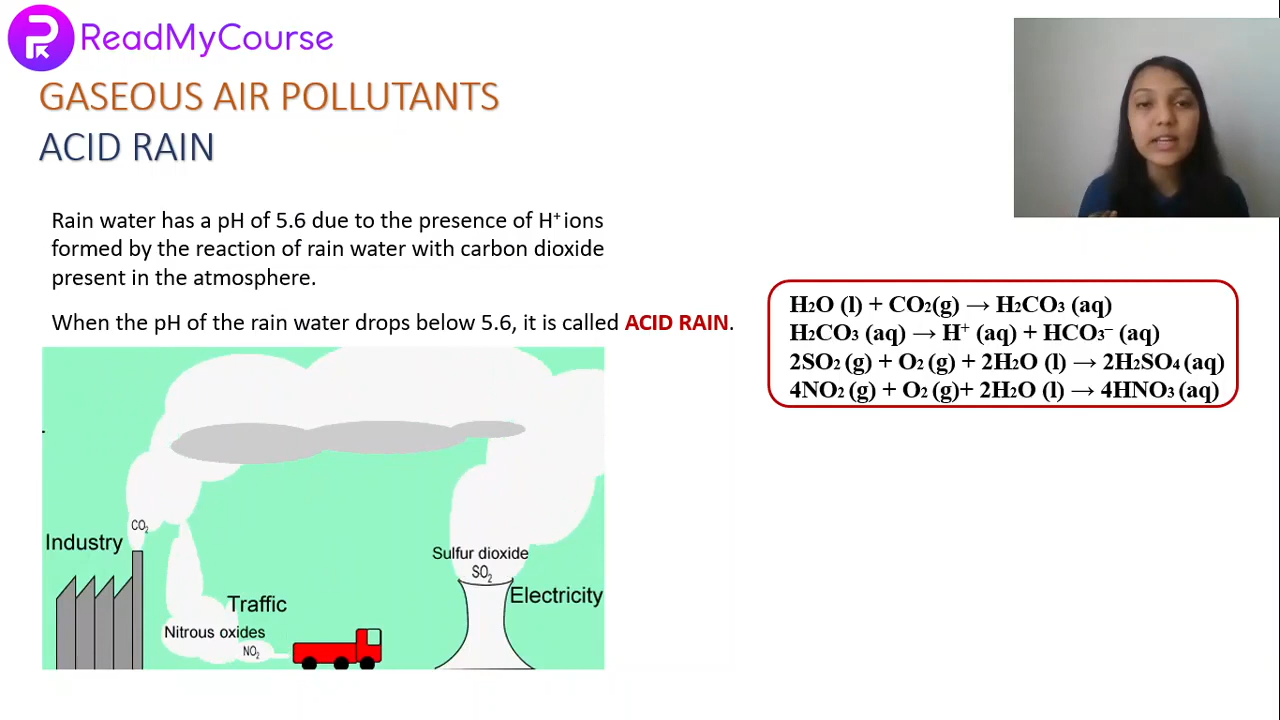 ReadMyCourse
GASEOUS AIR POLLUTANTS
ACID RAIN
Rain water has a pH of 5.6 due to the presence of H⁺ ions
formed by the reaction of rain water with carbon dioxide
present in the atmosphere.
When the pH of the rain water drops below 5.6, it is called ACID RAIN.
H₂O (l) + CO₂(g) → H₂CO₃ (aq)
H₂CO₃ (aq) → H⁺ (aq) + HCO₃⁻ (aq)
2SO₂ (g) + O₂ (g) + 2H₂O (l) → 2H₂SO₄ (aq)
4NO₂ (g) + O₂ (g)+ 2H₂O (l) → 4HNO₃ (aq)
CO₂
Industry
Traffic
Nitrous oxides
NO₂
Sulfur dioxide
SO₂
Electricity